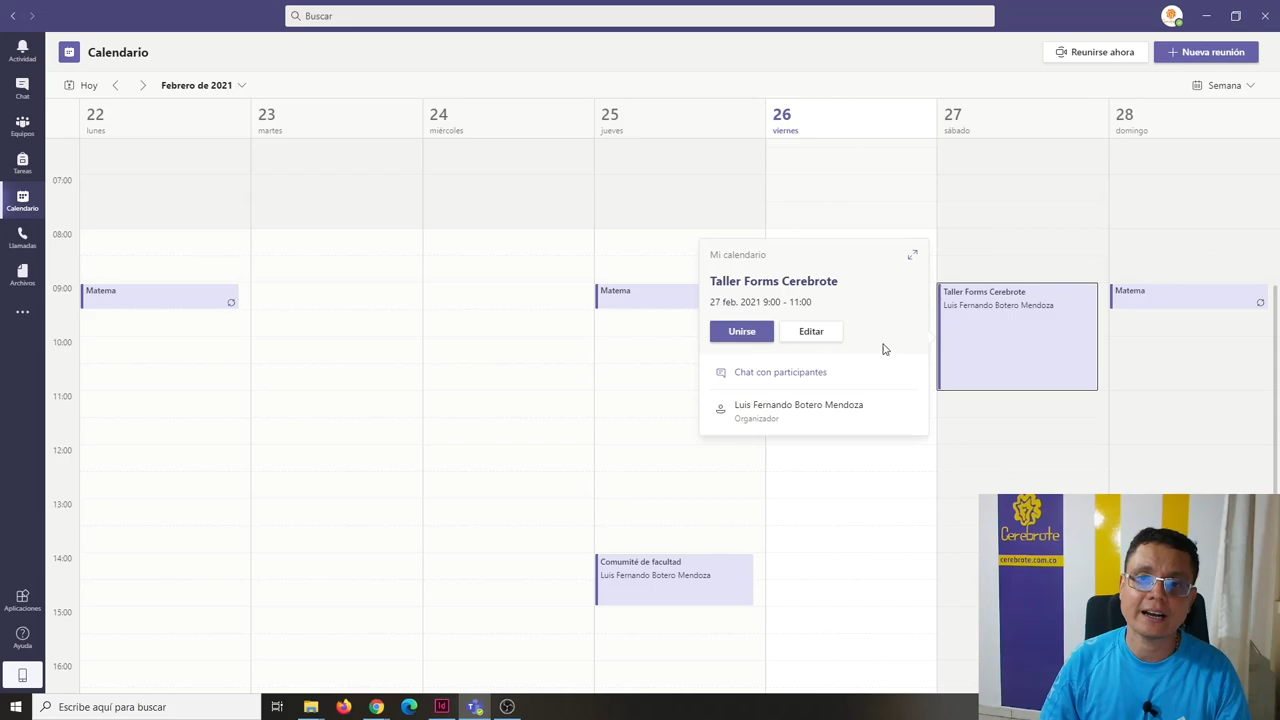 Buscar
Actividad
Chat
Equipos
Tareas
Calendario
Llamadas
Archivos
Aplicaciones
Ayuda
Calendario
Reunirse ahora
Nueva reunión
Hoy
Febrero de 2021
Semana
22
lunes
23
martes
24
miércoles
25
jueves
26
viernes
27
sábado
28
domingo
07:00
08:00
09:00
10:00
11:00
12:00
13:00
14:00
15:00
16:00
Matema
Matema
Mi calendario
Taller Forms Cerebrote
27 feb. 2021 9:00 - 11:00
Unirse
Editar
Chat con participantes
Luis Fernando Botero Mendoza
Organizador
Taller Forms Cerebrote
Luis Fernando Botero Mendoza
Matema
Comumité de facultad
Luis Fernando Botero Mendoza
Cerebrote
cerebrote.com.co
Escribe aquí para buscar
Id